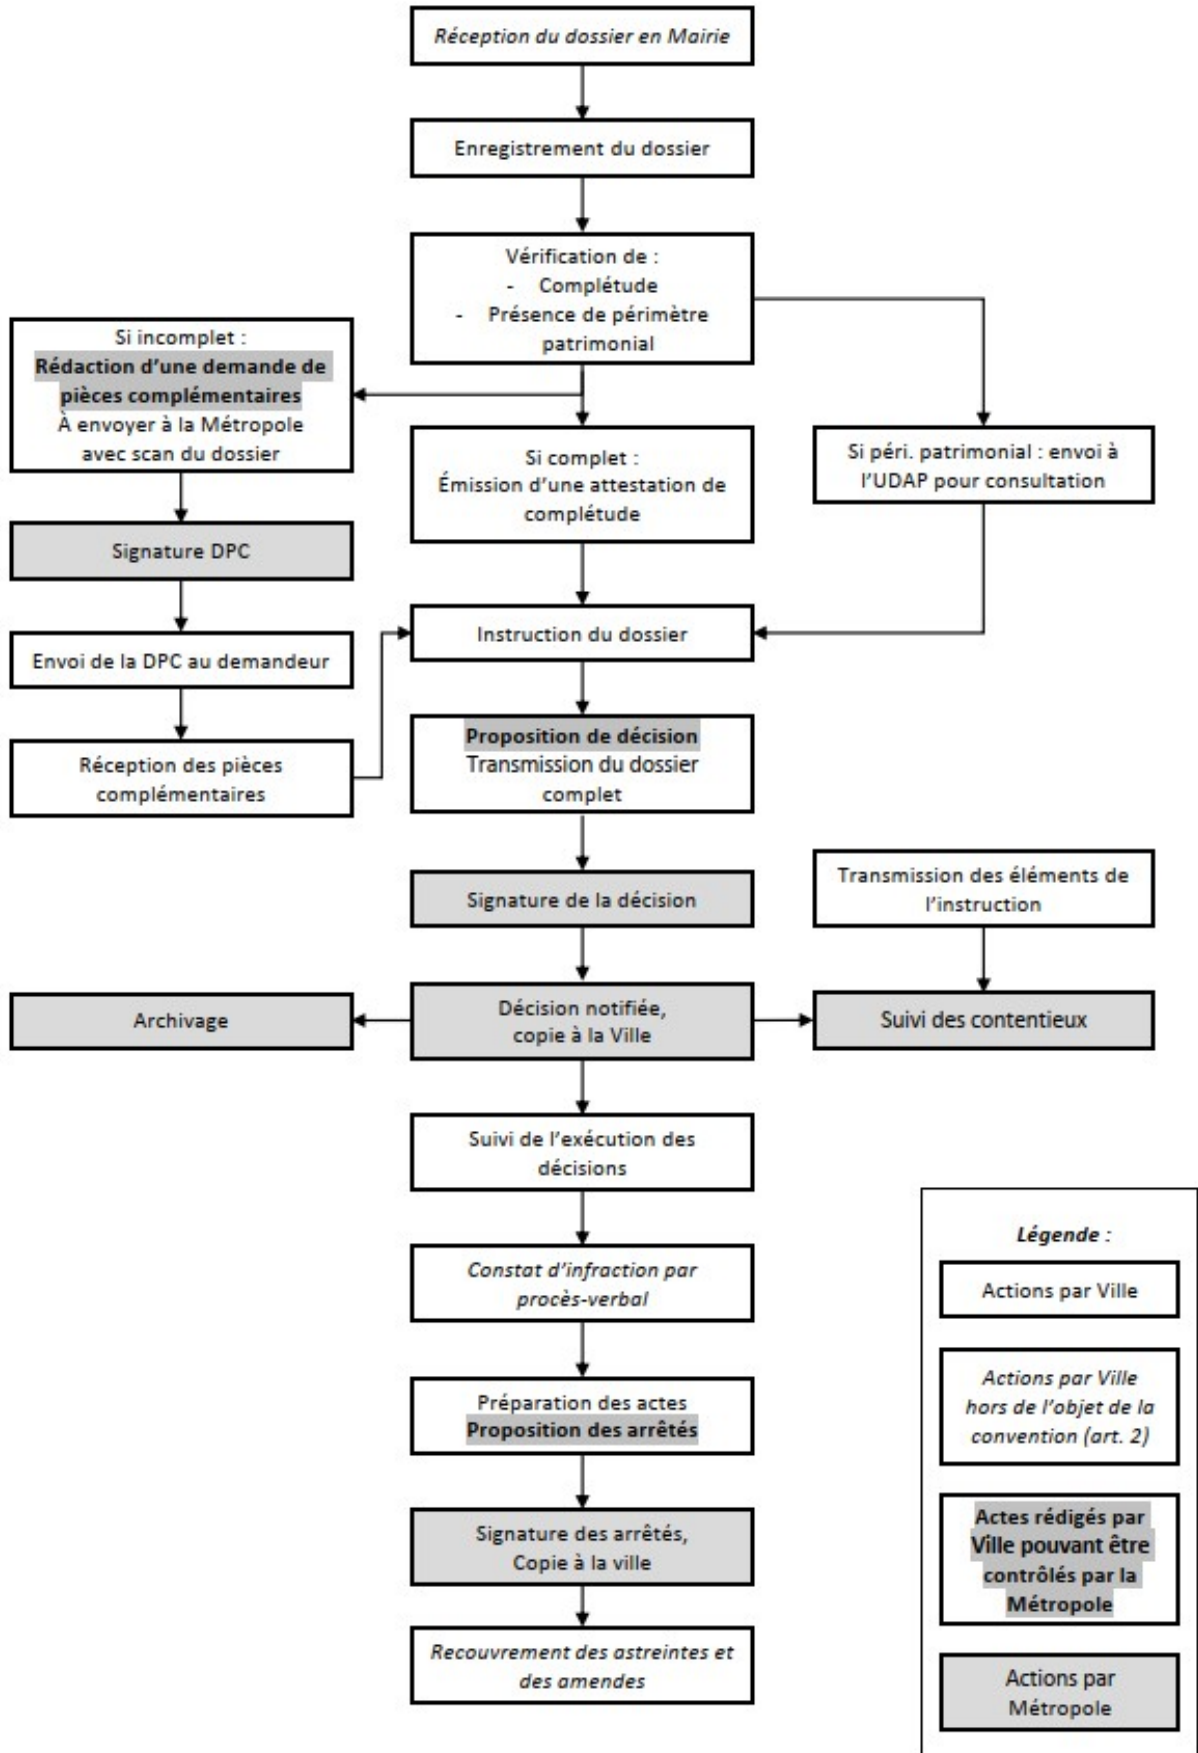 Réception du dossier en Mairie
Enregistrement du dossier
Vérification de :
- Complétude
- Présence de périmètre
patrimonial
Si incomplet :
Rédaction d'une demande de
pièces complémentaires
À envoyer à la Métropole
avec scan du dossier
Si complet :
Émission d'une attestation de
complétude
Si péri. patrimonial : envoi à
l'UDAP pour consultation
Signature DPC
Envoi de la DPC au demandeur
Réception des pièces
complémentaires
Instruction du dossier
Proposition de décision
Transmission du dossier
complet
Signature de la décision
Transmission des éléments de
l'instruction
Archivage
Décision notifiée,
copie à la Ville
Suivi des contentieux
Suivi de l'exécution des
décisions
Constat d'infraction par
procès-verbal
Préparation des actes
Proposition des arrêtés
Signature des arrêtés,
Copie à la ville
Recouvrement des astreintes et
des amendes
Légende :
Actions par Ville
Actions par Ville
hors de l'objet de la
convention (art. 2)
Actes rédigés par
Ville pouvant être
contrôlés par la
Métropole
Actions par
Métropole